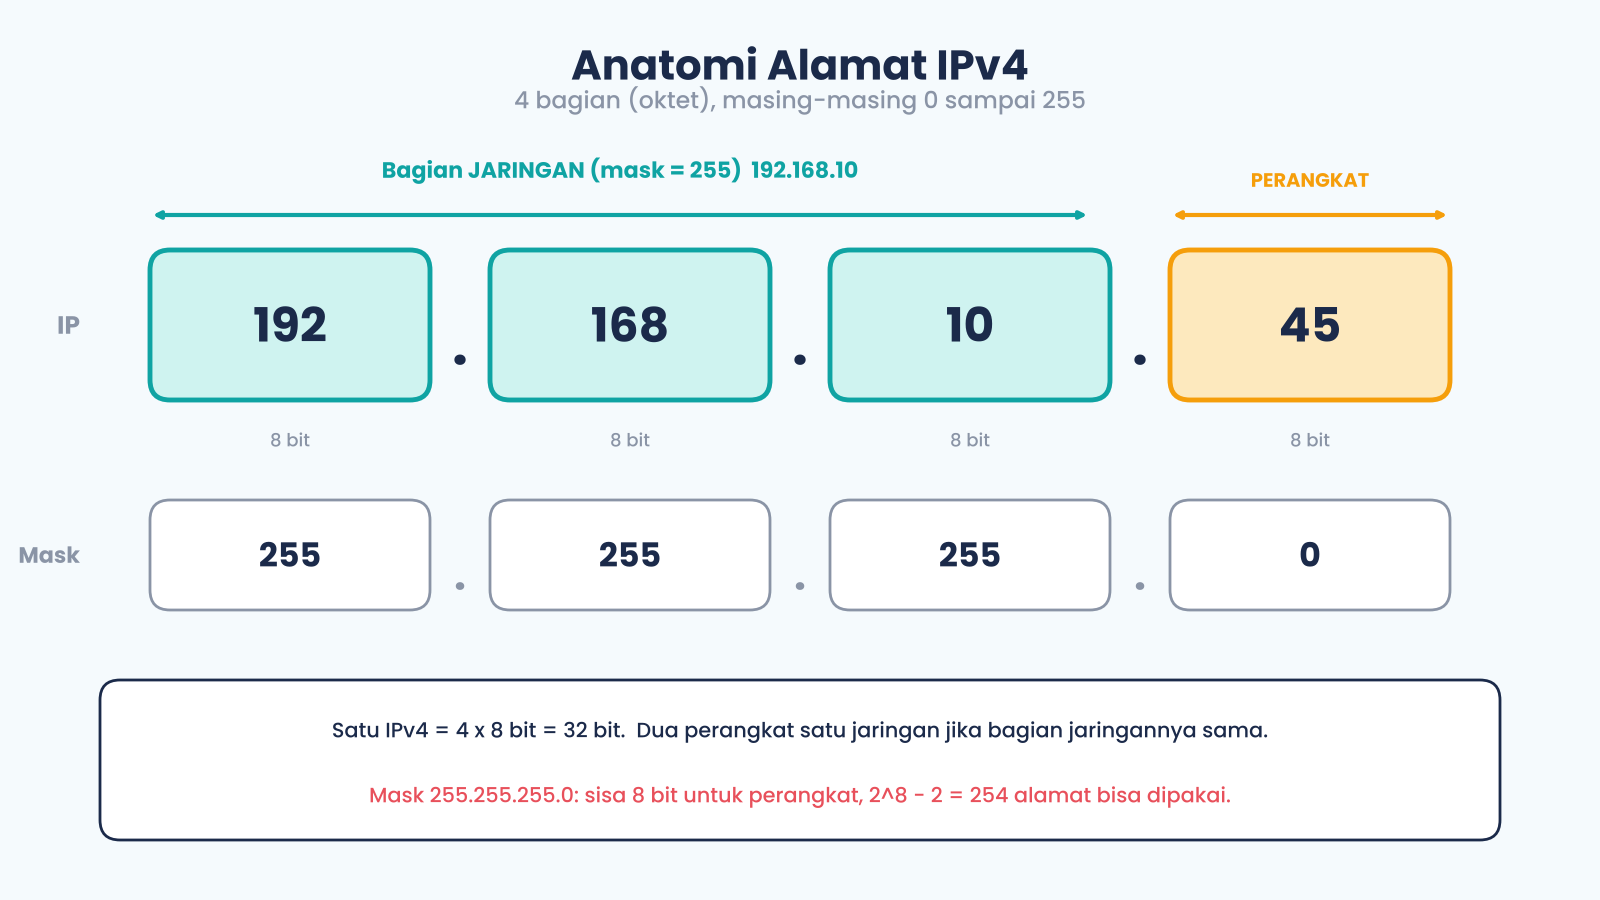 Anatomi Alamat IPv4
4 bagian (oktet), masing-masing 0 sampai 255
Bagian JARINGAN (mask = 255)  192.168.10
PERANGKAT
IP
192 . 168 . 10 . 45
8 bit 8 bit 8 bit 8 bit
Mask
255 . 255 . 255 . 0
Satu IPv4 = 4 x 8 bit = 32 bit.  Dua perangkat satu jaringan jika bagian jaringannya sama.
Mask 255.255.255.0: sisa 8 bit untuk perangkat, 2^8 - 2 = 254 alamat bisa dipakai.